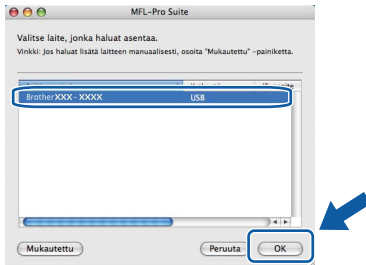 MFL-Pro Suite
Valitse laite, jonka haluat asentaa.
Vinkki: Jos haluat lisätä laitteen manuaalisesti, osoita "Mukautettu" -painiketta.
BrotherXXX-XXXX USB
Mukautettu Peruuta OK